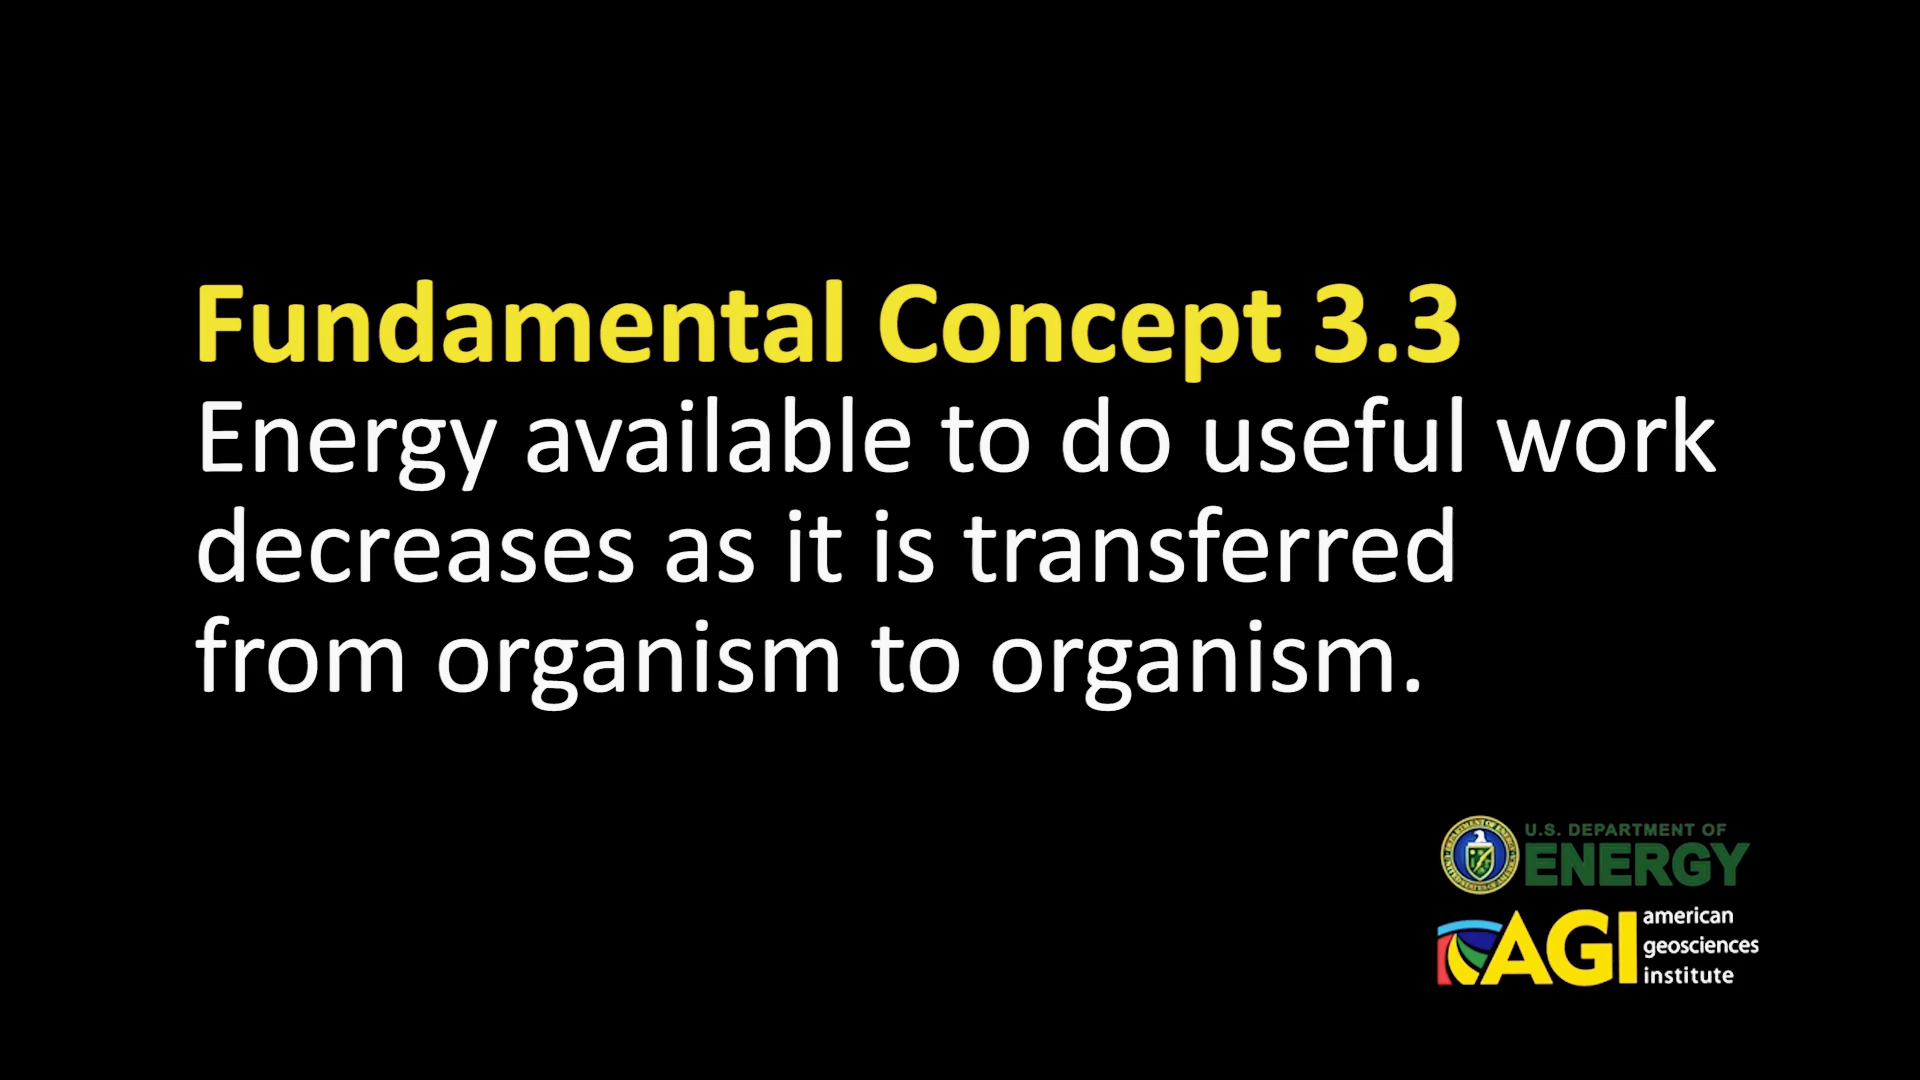 Fundamental Concept 3.3
Energy available to do useful work
decreases as it is transferred
from organism to organism.
U.S. DEPARTMENT OF
ENERGY
AGI
american
geosciences
institute